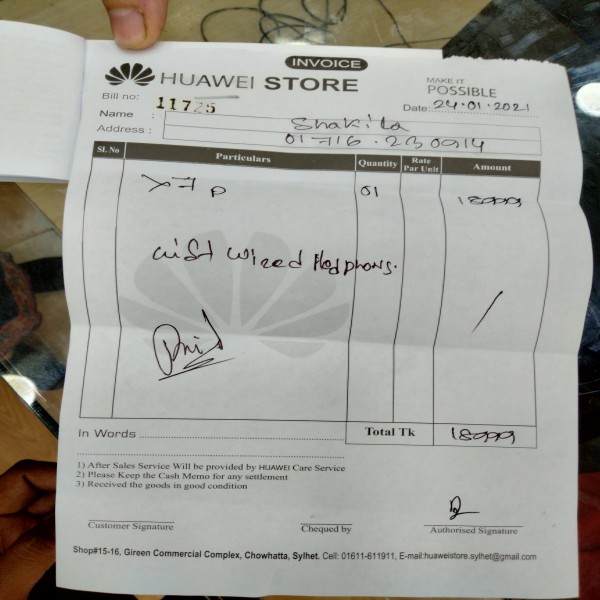 INVOICE
HUAWEI STORE
MAKE IT
POSSIBLE
Bill no: 11725
Date: 24.01.2021
Name : Shakila
Address : 01716.230914
SL No Particulars Quantity Rate Per Unit Amount
Y7P 01 18999
wired Hedphons.
Paid
Total Tk 18999
In Words
1) After Sales Service Will be provided by HUAWEI Care Service
2) Please Keep the Cash Memo for any settlement
3) Received the goods in good condition
Customer Signature Chequed by Authorised Signature
Shop#15-16, Gireen Commercial Complex, Chowhatta, Sylhet. Cell: 01611-611911, E-mail:huaweistore.sylhet@gmail.com